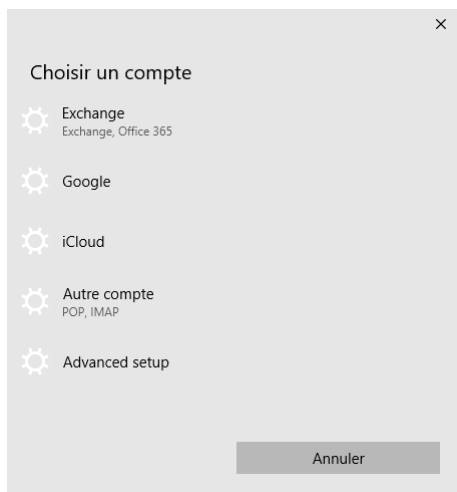 Choisir un compte
Exchange
Exchange, Office 365
Google
iCloud
Autre compte
POP, IMAP
Advanced setup
Annuler